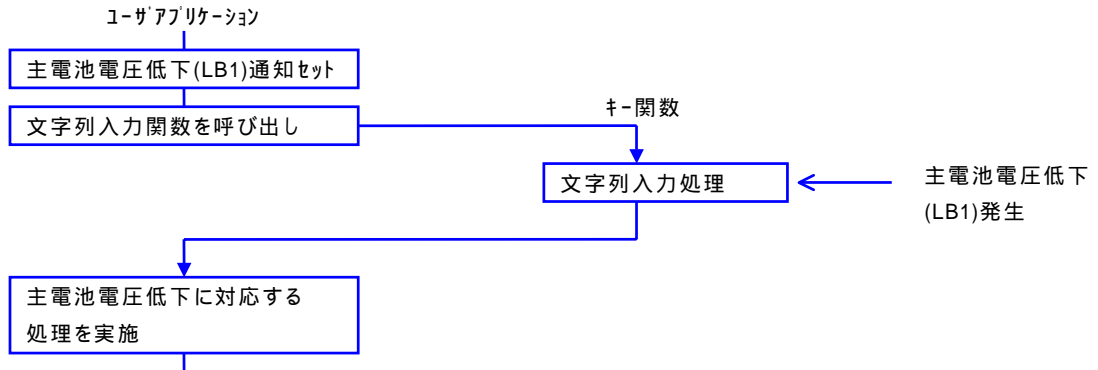 ﾕｰｻﾞｱﾌﾟﾘｹｰｼｮﾝ
主電池電圧低下(LB1)通知ｾｯﾄ
文字列入力関数を呼び出し
ｷｰ関数
文字列入力処理
主電池電圧低下
(LB1)発生
主電池電圧低下に対応する
処理を実施